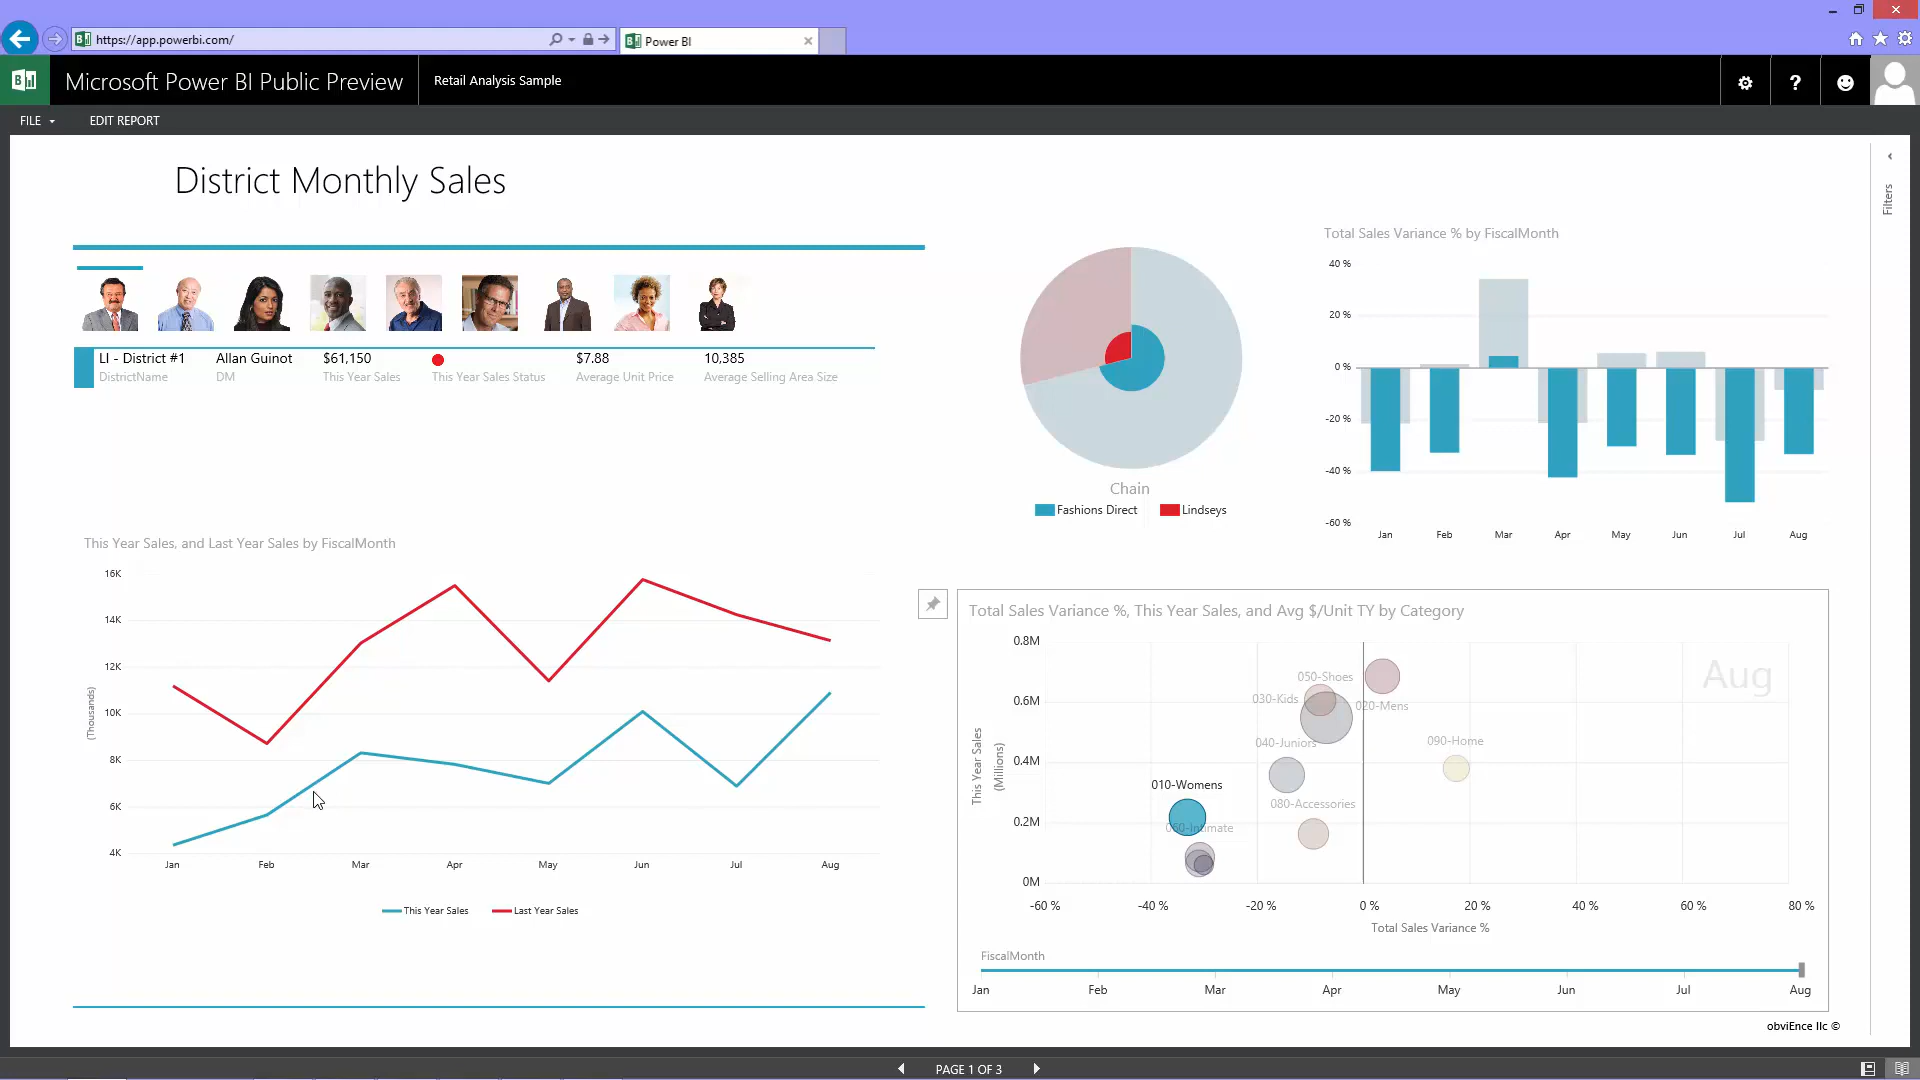 https://app.powerbi.com/
Power BI
Microsoft Power BI Public Preview
Retail Analysis Sample
?
FILE
EDIT REPORT
District Monthly Sales
Filters
LI - District #1 Allan Guinot $61,150 $7.88 10,385
DistrictName DM This Year Sales This Year Sales Status Average Unit Price Average Selling Area Size
Chain
Fashions Direct Lindseys
Total Sales Variance % by FiscalMonth
40 %
20 %
0 %
-20 %
-40 %
-60 %
Jan Feb Mar Apr May Jun Jul Aug
This Year Sales, and Last Year Sales by FiscalMonth
(Thousands)
16K
14K
12K
10K
8K
6K
4K
Jan Feb Mar Apr May Jun Jul Aug
This Year Sales Last Year Sales
Total Sales Variance %, This Year Sales, and Avg $/Unit TY by Category
This Year Sales
(Millions)
0.8M
0.6M
0.4M
0.2M
0M
Aug
050-Shoes
030-Kids
020-Mens
040-Juniors
090-Home
010-Womens
080-Accessories
060-Intimate
-60 % -40 % -20 % 0 % 20 % 40 % 60 % 80 %
Total Sales Variance %
FiscalMonth
Jan Feb Mar Apr May Jun Jul Aug
obviEnce llc ©
PAGE 1 OF 3